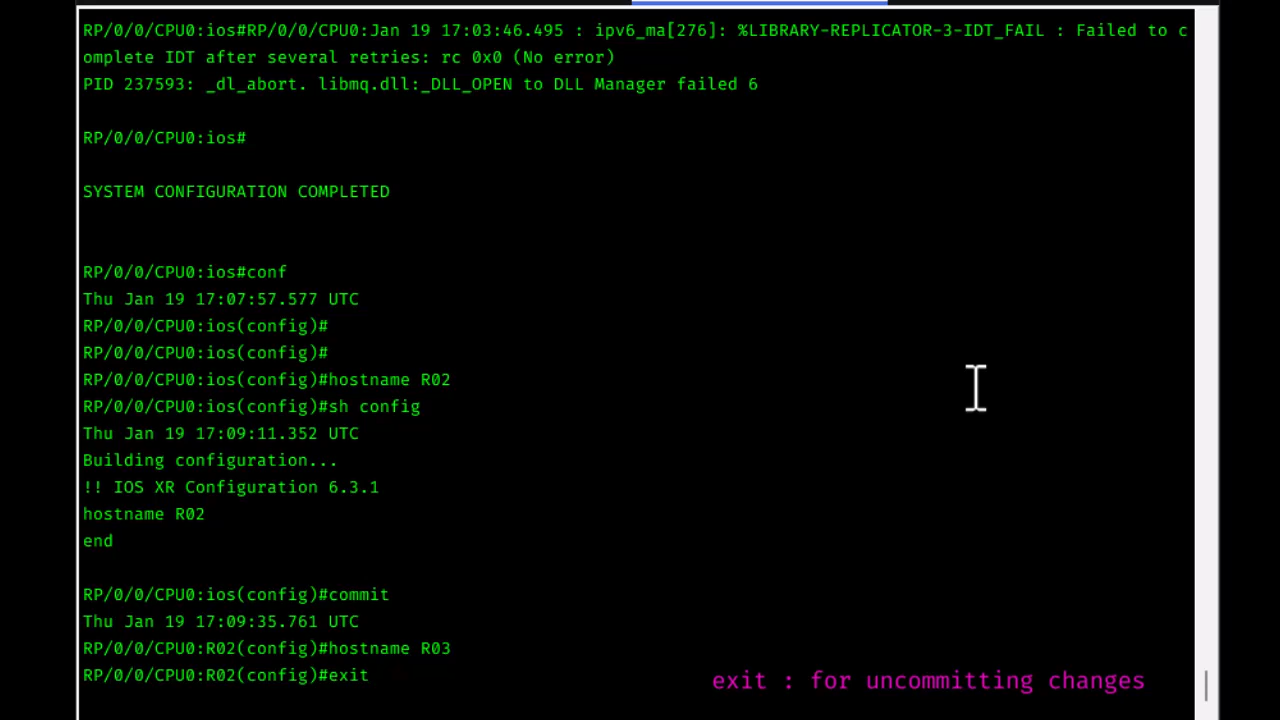 RP/0/0/CPU0:ios#RP/0/0/CPU0:Jan 19 17:03:46.495 : ipv6_ma[276]: %LIBRARY-REPLICATOR-3-IDT_FAIL : Failed to c
omplete IDT after several retries: rc 0x0 (No error)
PID 237593: _dl_abort. libmq.dll:_DLL_OPEN to DLL Manager failed 6
RP/0/0/CPU0:ios#
SYSTEM CONFIGURATION COMPLETED
RP/0/0/CPU0:ios#conf
Thu Jan 19 17:07:57.577 UTC
RP/0/0/CPU0:ios(config)#
RP/0/0/CPU0:ios(config)#
RP/0/0/CPU0:ios(config)#hostname R02
RP/0/0/CPU0:ios(config)#sh config
Thu Jan 19 17:09:11.352 UTC
Building configuration...
!! IOS XR Configuration 6.3.1
hostname R02
end
RP/0/0/CPU0:ios(config)#commit
Thu Jan 19 17:09:35.761 UTC
RP/0/0/CPU0:R02(config)#hostname R03
RP/0/0/CPU0:R02(config)#exit
exit : for uncommitting changes